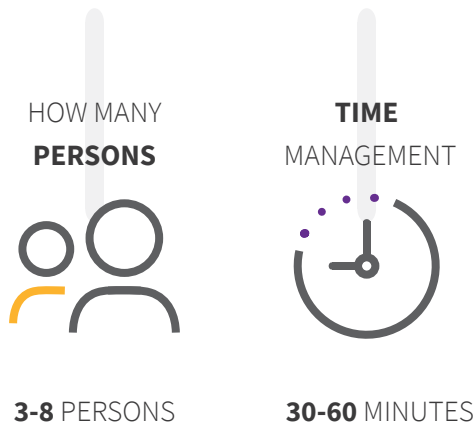 HOW MANY
PERSONS
3-8 PERSONS
TIME
MANAGEMENT
30-60 MINUTES